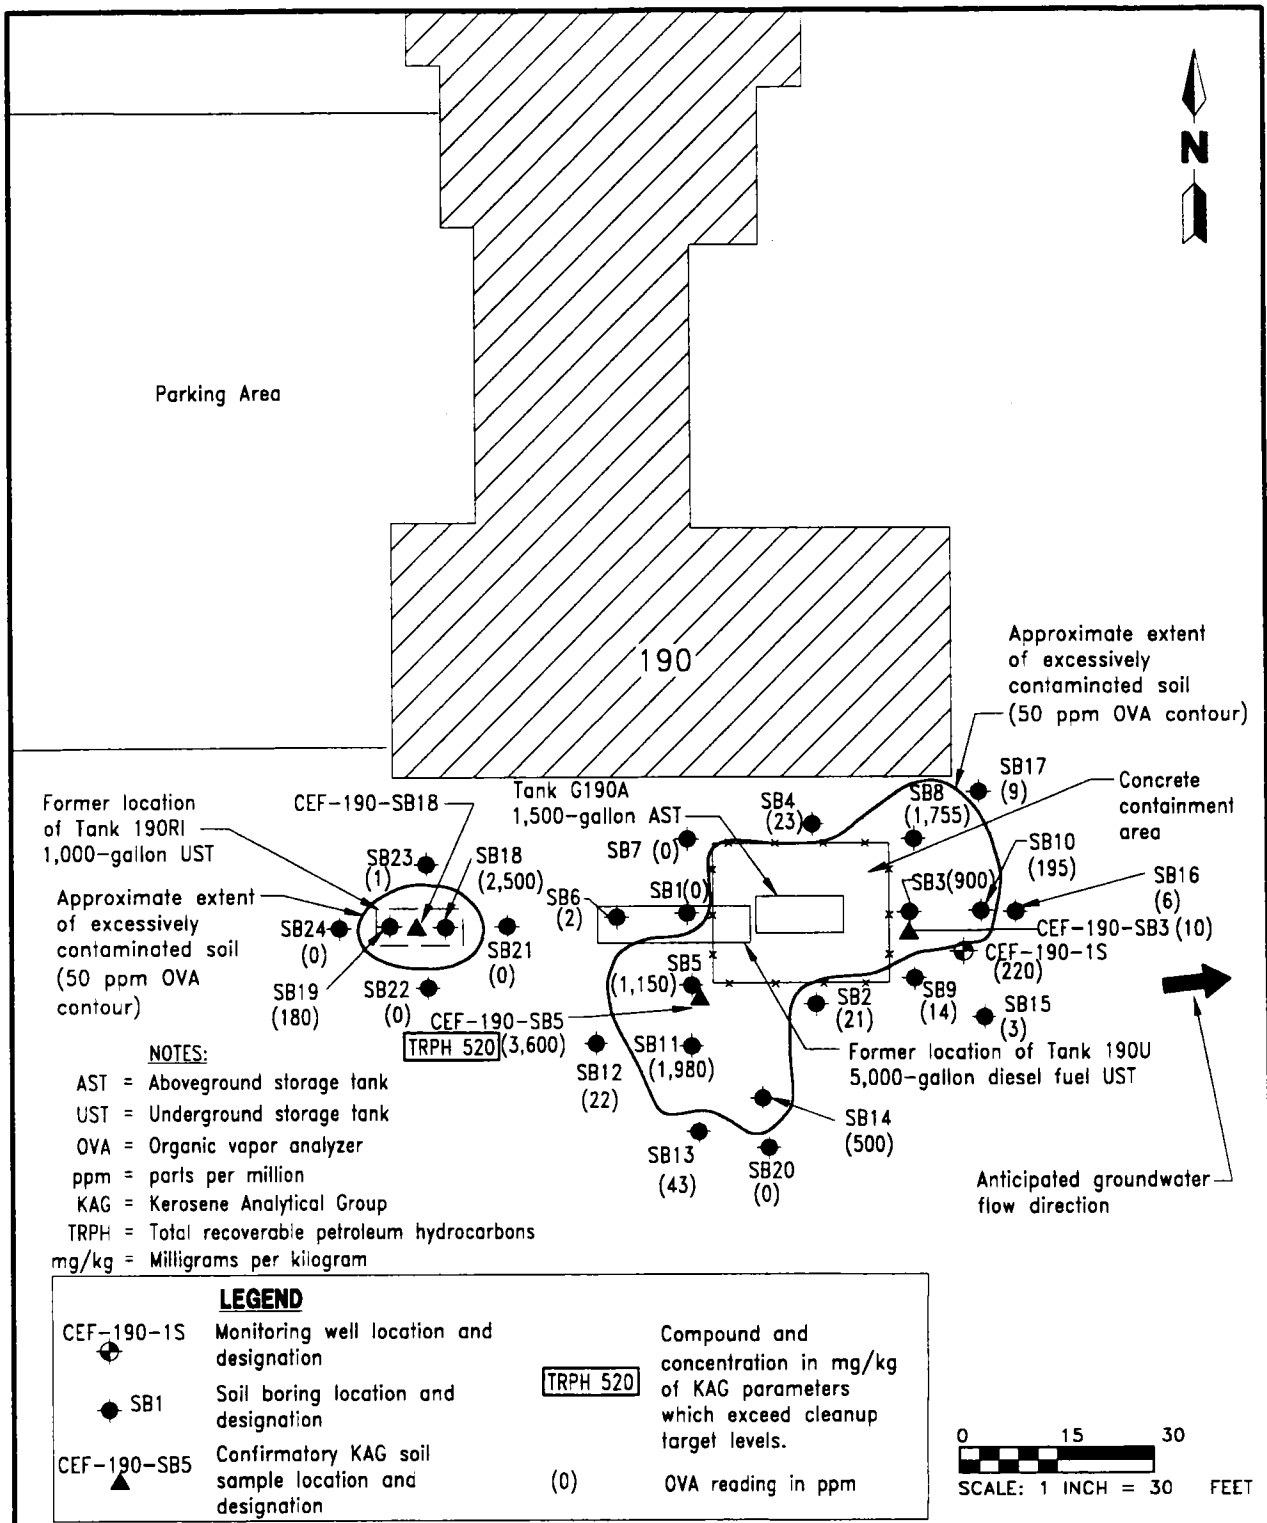 N
Parking Area
190
Approximate extent
of excessively
contaminated soil
(50 ppm OVA contour)
SB17
(9)
Concrete
containment
area
Tank G190A
1,500-gallon AST
SB4
(23)
SB8
(1,755)
SB10
(195)
SB7 (0)
Former location
of Tank 190RI
1,000-gallon UST
CEF-190-SB18
SB23
(1)
SB18
(2,500)
SB6
(2)
SB1(0)
SB3(900)
SB16
(6)
Approximate extent
of excessively
contaminated soil
(50 ppm OVA
contour)
SB24
(0)
SB21
(0)
CEF-190-SB3 (10)
CEF-190-1S
(220)
SB19
(180)
SB22
(0)
SB5
(1,150)
SB2
(21)
SB9
(14)
SB15
(3)
CEF-190-SB5
TRPH 520 (3,600)
SB11
(1,980)
SB12
(22)
Former location of Tank 190U
5,000-gallon diesel fuel UST
SB14
(500)
SB13
(43)
SB20
(0)
Anticipated groundwater
flow direction
NOTES:
AST = Aboveground storage tank
UST = Underground storage tank
OVA = Organic vapor analyzer
ppm = parts per million
KAG = Kerosene Analytical Group
TRPH = Total recoverable petroleum hydrocarbons
mg/kg = Milligrams per kilogram
LEGEND
CEF-190-1S
Monitoring well location and
designation
SB1
Soil boring location and
designation
CEF-190-SB5
Confirmatory KAG soil
sample location and
designation
TRPH 520
Compound and
concentration in mg/kg
of KAG parameters
which exceed cleanup
target levels.
(0)
OVA reading in ppm
0 15 30
SCALE: 1 INCH = 30 FEET